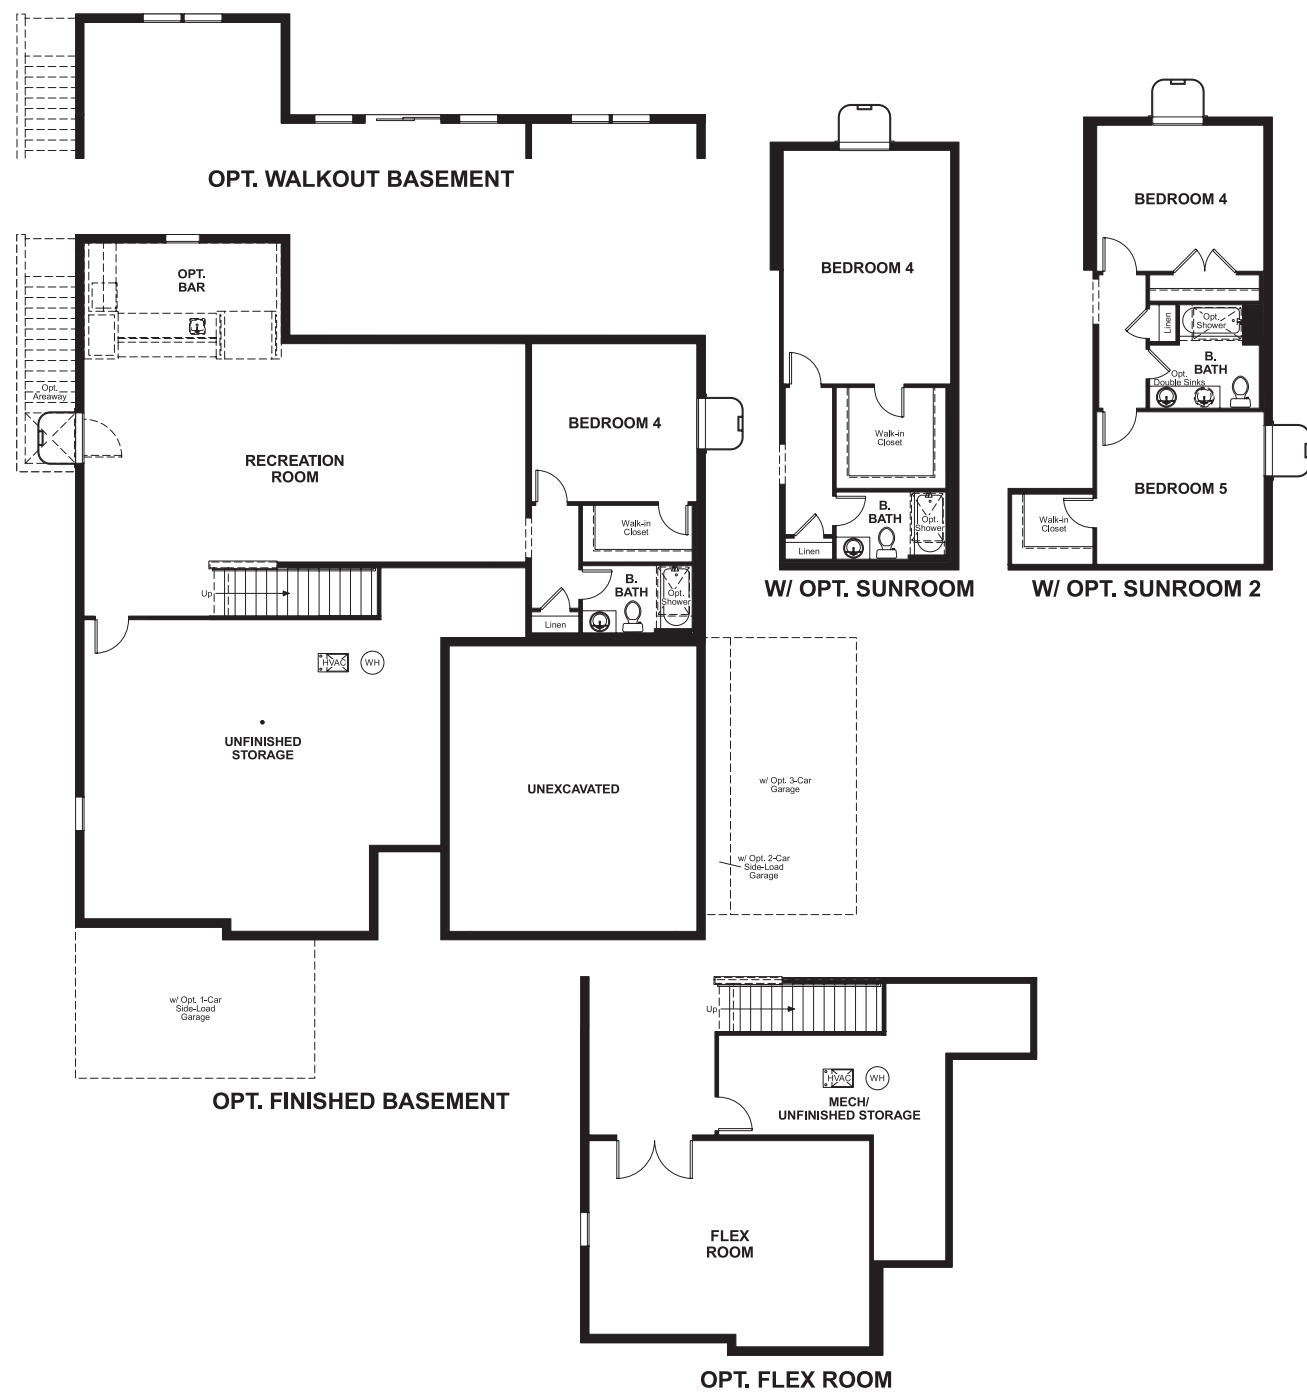 OPT. WALKOUT BASEMENT
OPT.
BAR
Opt.
Areaway
RECREATION
ROOM
BEDROOM 4
Walk-in
Closet
B.
BATH
Opt.
Shower
Linen
Up
HVAC
WH
UNFINISHED
STORAGE
UNEXCAVATED
w/ Opt. 3-Car
Garage
w/ Opt. 2-Car
Side-Load
Garage
w/ Opt. 1-Car
Side-Load
Garage
OPT. FINISHED BASEMENT
BEDROOM 4
Walk-in
Closet
B.
BATH
Opt.
Shower
Linen
W/ OPT. SUNROOM
BEDROOM 4
Linen
Opt.
Shower
B.
BATH
Opt.
Double Sinks
BEDROOM 5
Walk-in
Closet
W/ OPT. SUNROOM 2
Up
HVAC
WH
MECH/
UNFINISHED STORAGE
FLEX
ROOM
OPT. FLEX ROOM